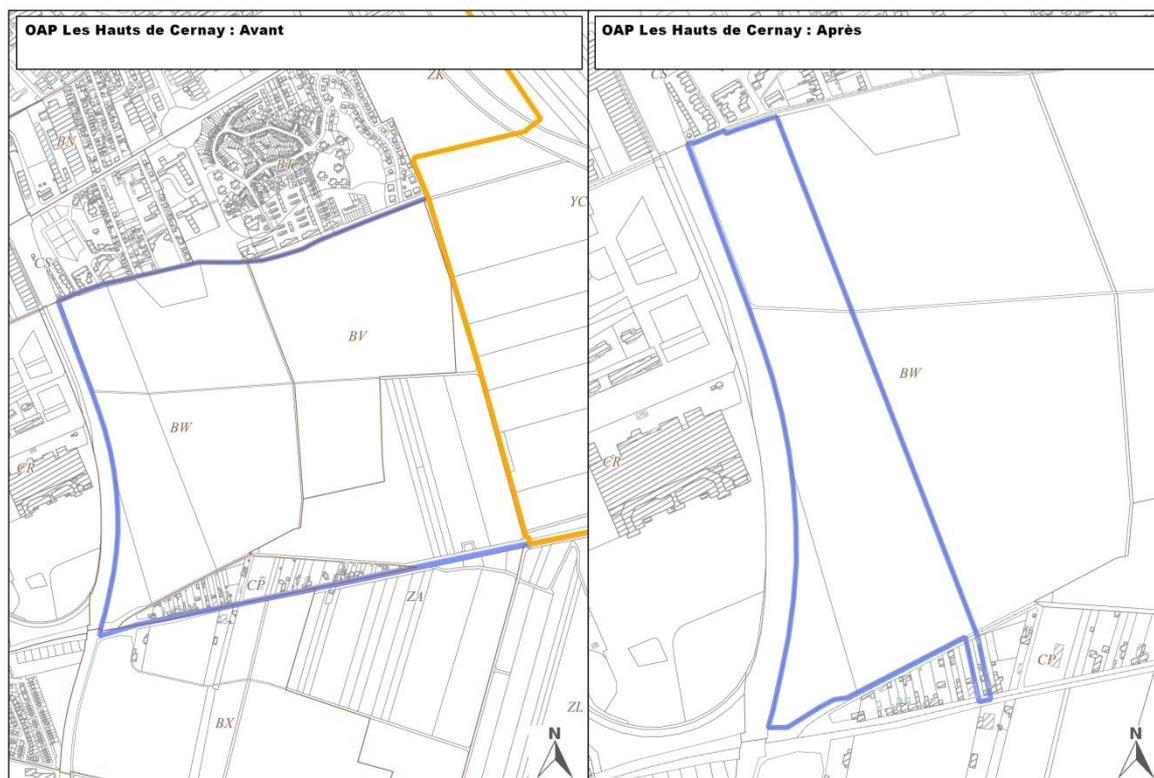 OAP Les Hauts de Cernay : Avant
ZK
BN
BT
YC
CS
BV
BW
CR
CP
ZA
ZL
BX
N
OAP Les Hauts de Cernay : Après
CS
BW
CR
CP
N